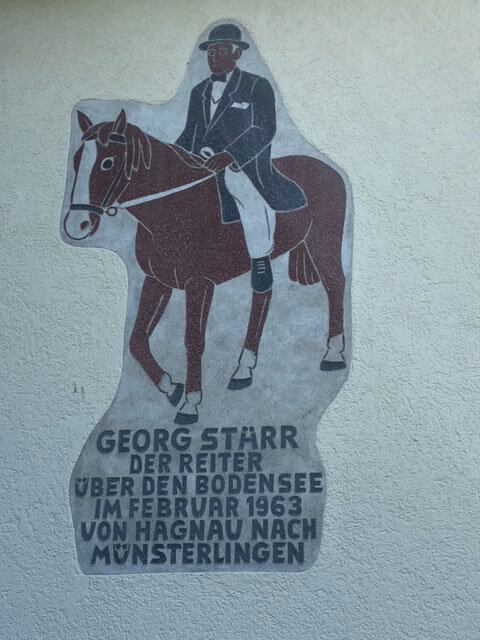 GEORG STÄRR
DER REITER
ÜBER DEN BODENSEE
IM FEBRUAR 1963
VON HAGNAU NACH
MÜNSTERLINGEN